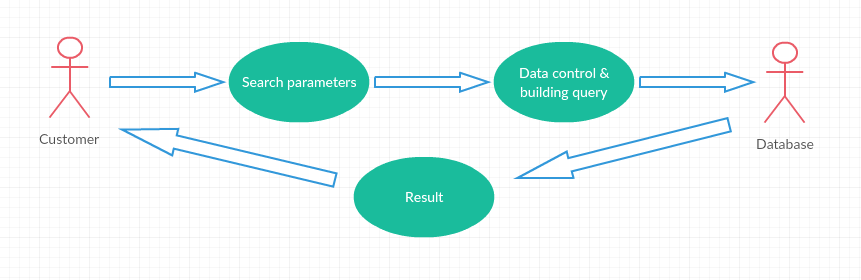 Search parameters
Data control &
building query
Customer
Database
Result